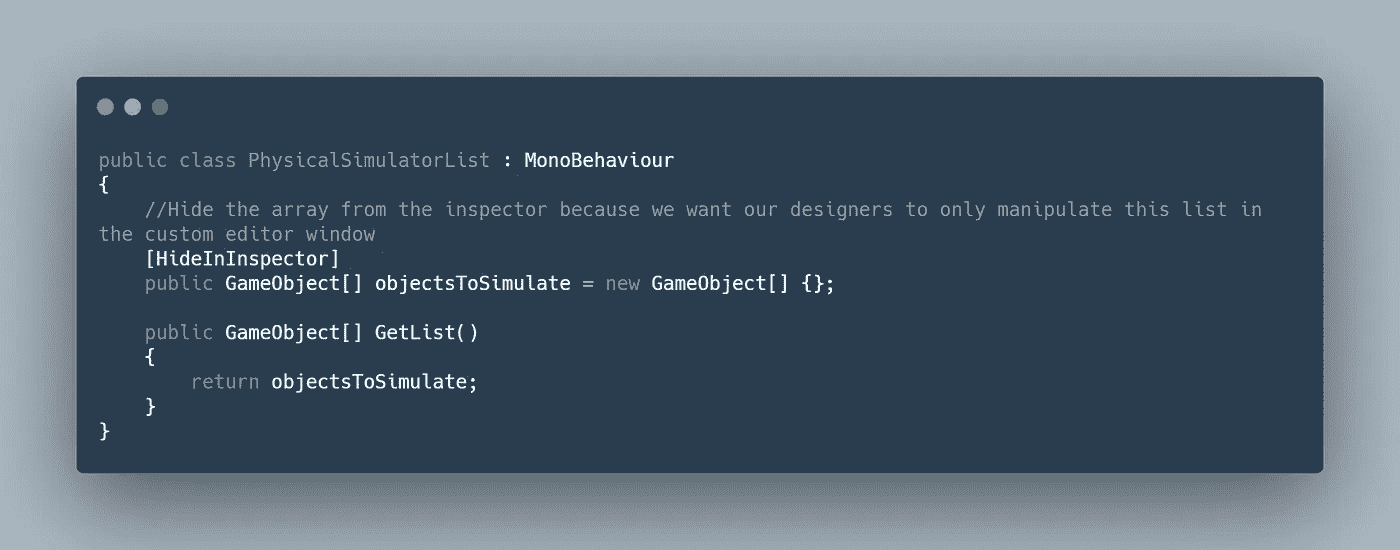 public class PhysicalSimulatorList : MonoBehaviour
{
    //Hide the array from the inspector because we want our designers to only manipulate this list in
the custom editor window
    [HideInInspector]
    public GameObject[] objectsToSimulate = new GameObject[] {};

    public GameObject[] GetList()
    {
        return objectsToSimulate;
    }
}